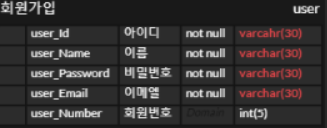 회원가입 user
user_Id 아이디 not null varcahr(30)
user_Name 이름 not null varchar(30)
user_Password 비밀번호 not null varchar(30)
user_Email 이메엘 not null varchar(30)
user_Number 회원번호 Domain int(5)